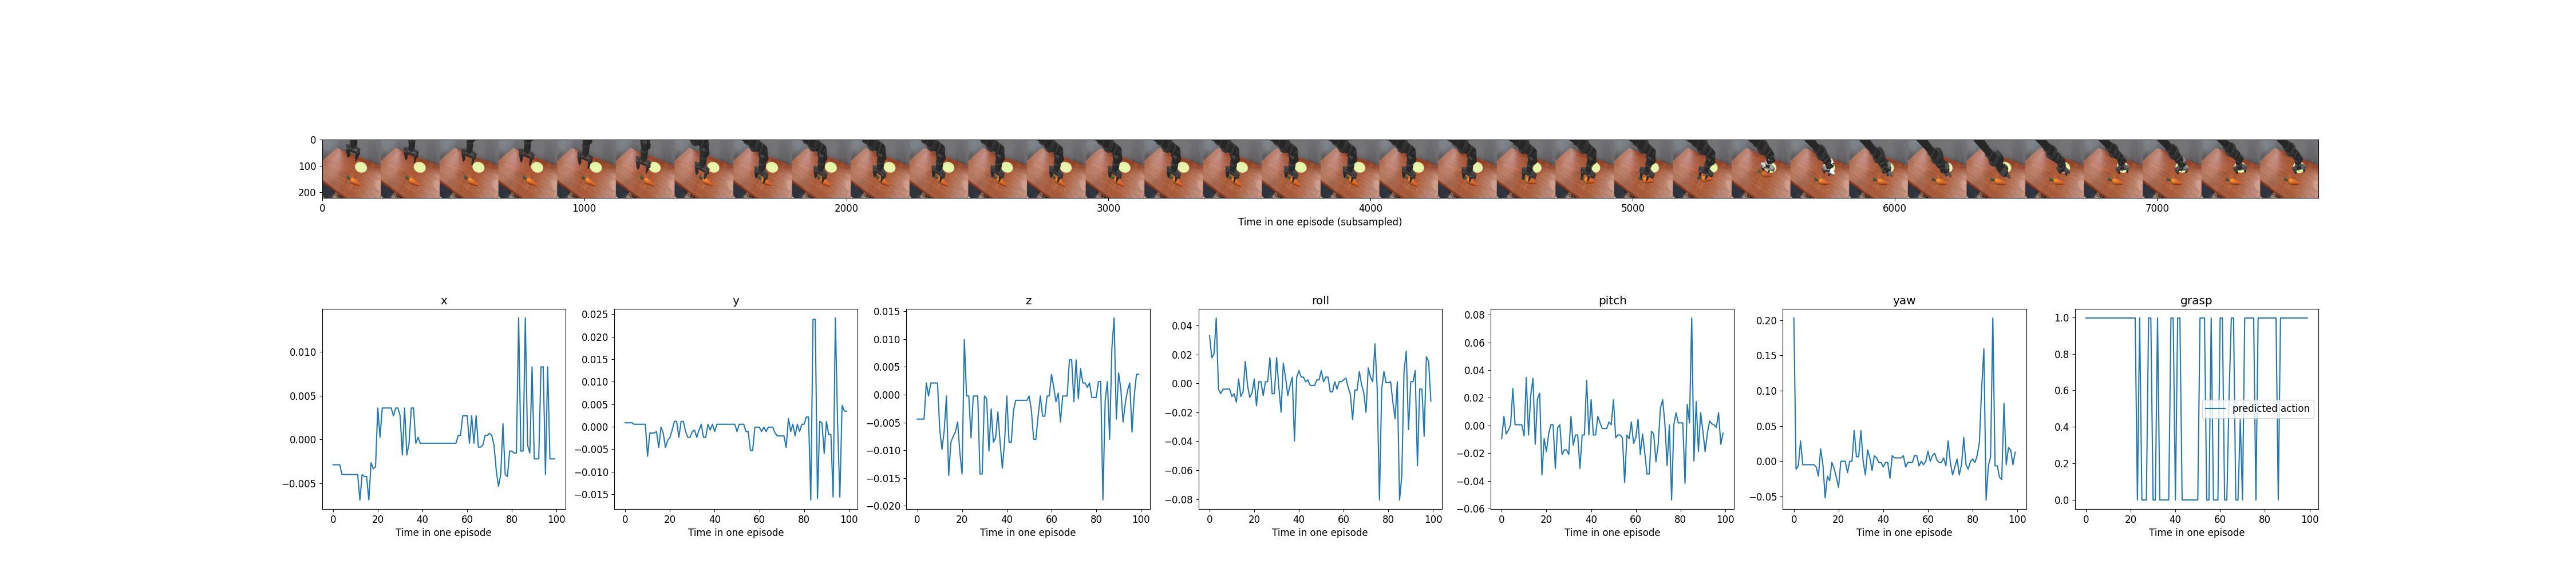 0
100
200
0 1000 2000 3000 4000 5000 6000 7000
Time in one episode (subsampled)
x
0.010
0.005
0.000
−0.005
0 20 40 60 80 100
Time in one episode
y
0.025
0.020
0.015
0.010
0.005
0.000
−0.005
−0.010
−0.015
0 20 40 60 80 100
Time in one episode
z
0.015
0.010
0.005
0.000
−0.005
−0.010
−0.015
−0.020
0 20 40 60 80 100
Time in one episode
roll
0.04
0.02
0.00
−0.02
−0.04
−0.06
−0.08
0 20 40 60 80 100
Time in one episode
pitch
0.08
0.06
0.04
0.02
0.00
−0.02
−0.04
−0.06
0 20 40 60 80 100
Time in one episode
yaw
0.20
0.15
0.10
0.05
0.00
−0.05
0 20 40 60 80 100
Time in one episode
grasp
1.0
0.8
0.6
0.4
0.2
0.0
predicted action
0 20 40 60 80 100
Time in one episode